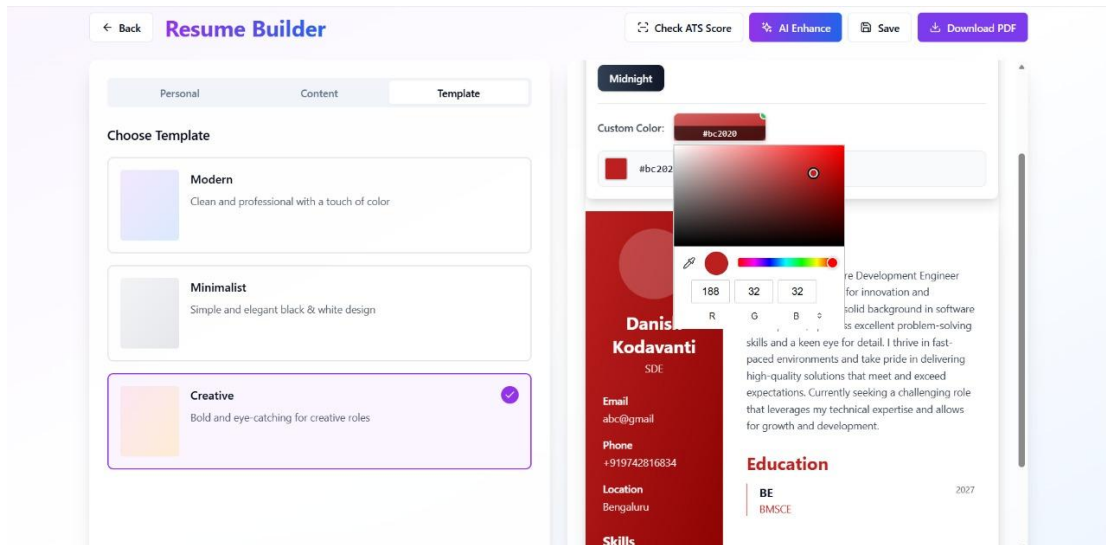 ← Back
Resume Builder
Check ATS Score
AI Enhance
Save
Download PDF
Personal
Content
Template
Choose Template
Modern
Clean and professional with a touch of color
Minimalist
Simple and elegant black & white design
Creative
Bold and eye-catching for creative roles
Midnight
Custom Color:
#bc2020
#bc202
188 32 32
R G B
Danish
Kodavanti
SDE
Email
abc@gmail
Phone
+919742816834
Location
Bengaluru
Skills
re Development Engineer
for innovation and
solid background in software
ss excellent problem-solving
skills and a keen eye for detail. I thrive in fast-
paced environments and take pride in delivering
high-quality solutions that meet and exceed
expectations. Currently seeking a challenging role
that leverages my technical expertise and allows
for growth and development.
Education
BE
2027
BMSCE